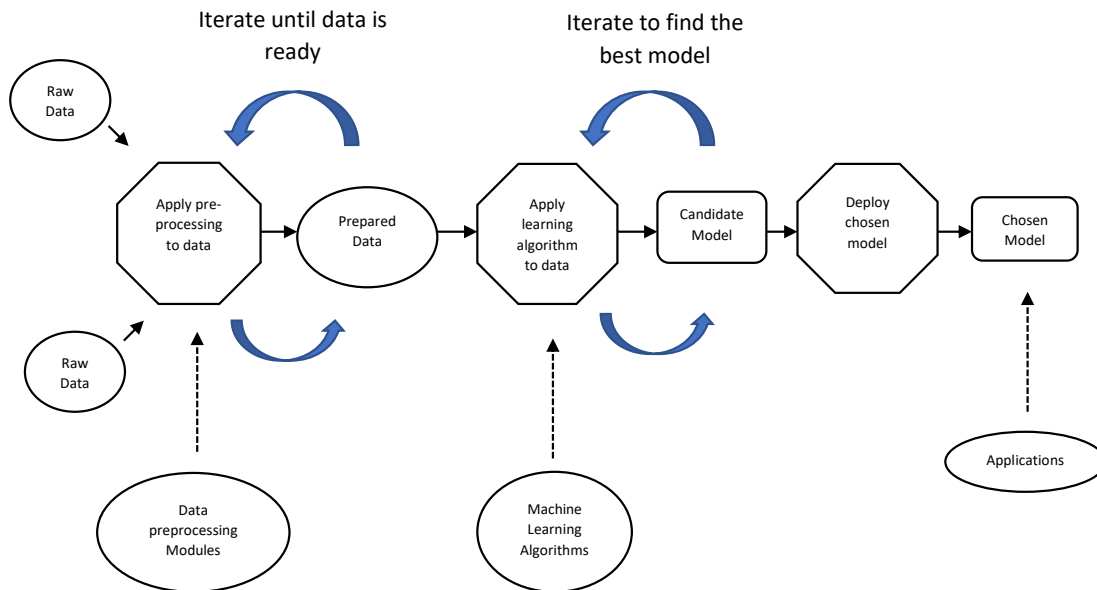 Iterate until data is
ready
Iterate to find the
best model
Raw
Data
Apply pre-
processing
to data
Prepared
Data
Apply
learning
algorithm
to data
Candidate
Model
Deploy
chosen
model
Chosen
Model
Raw
Data
Data
preprocessing
Modules
Machine
Learning
Algorithms
Applications